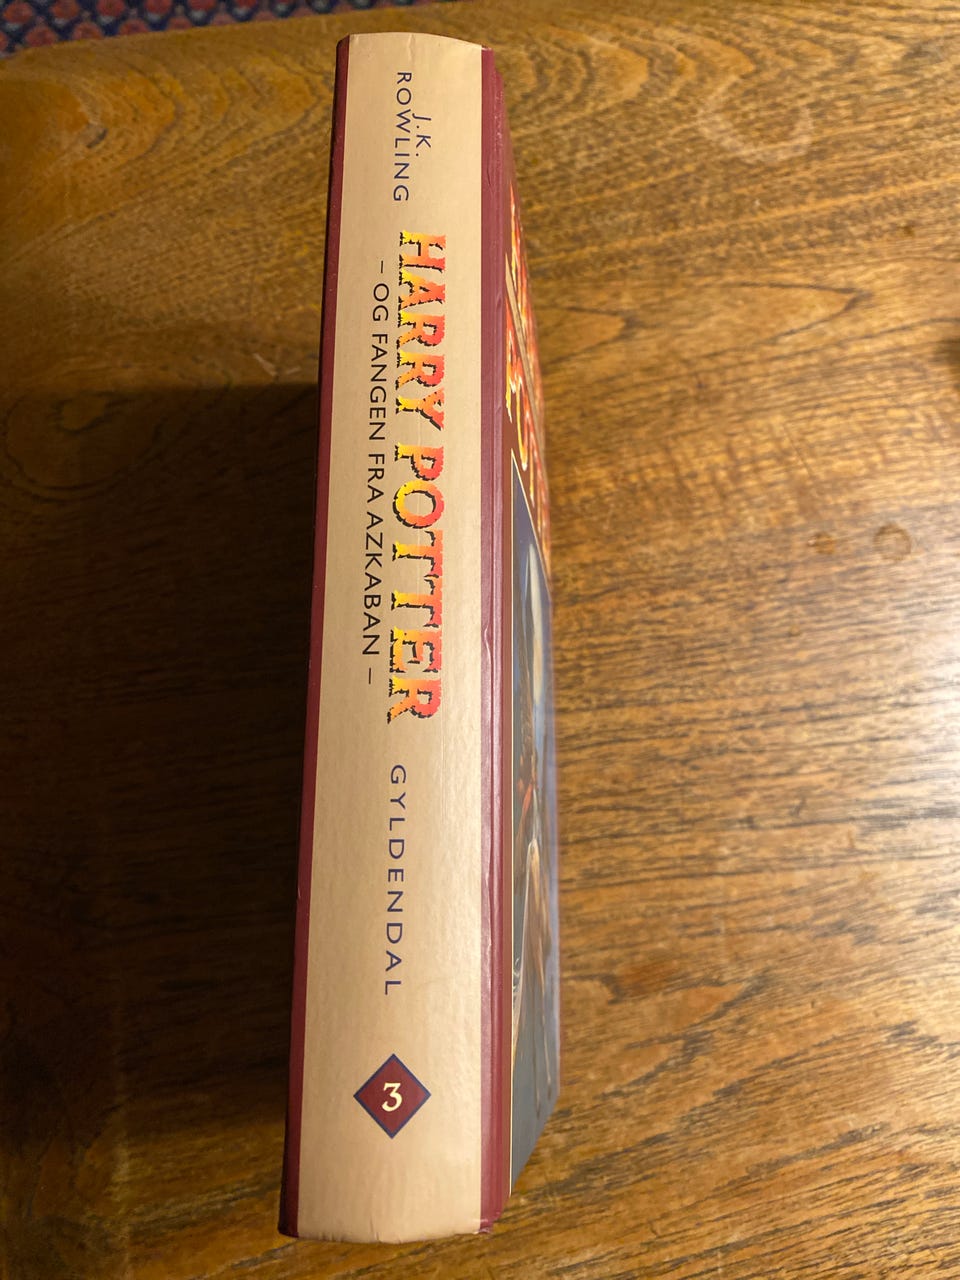 J.K.
ROWLING
HARRY POTTER
– OG FANGEN FRA AZKABAN –
GYLDENDAL
3